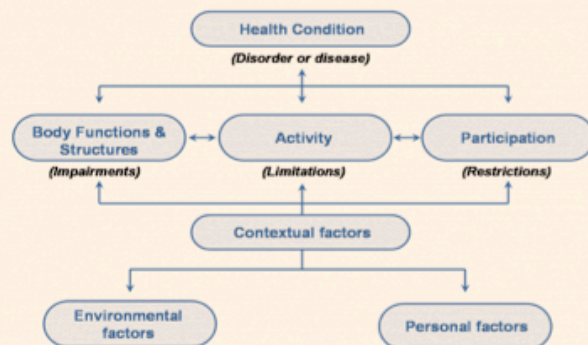 Health Condition
(Disorder or disease)
Body Functions &
Structures
Activity
Participation
(Impairments)
(Limitations)
(Restrictions)
Contextual factors
Environmental
factors
Personal factors